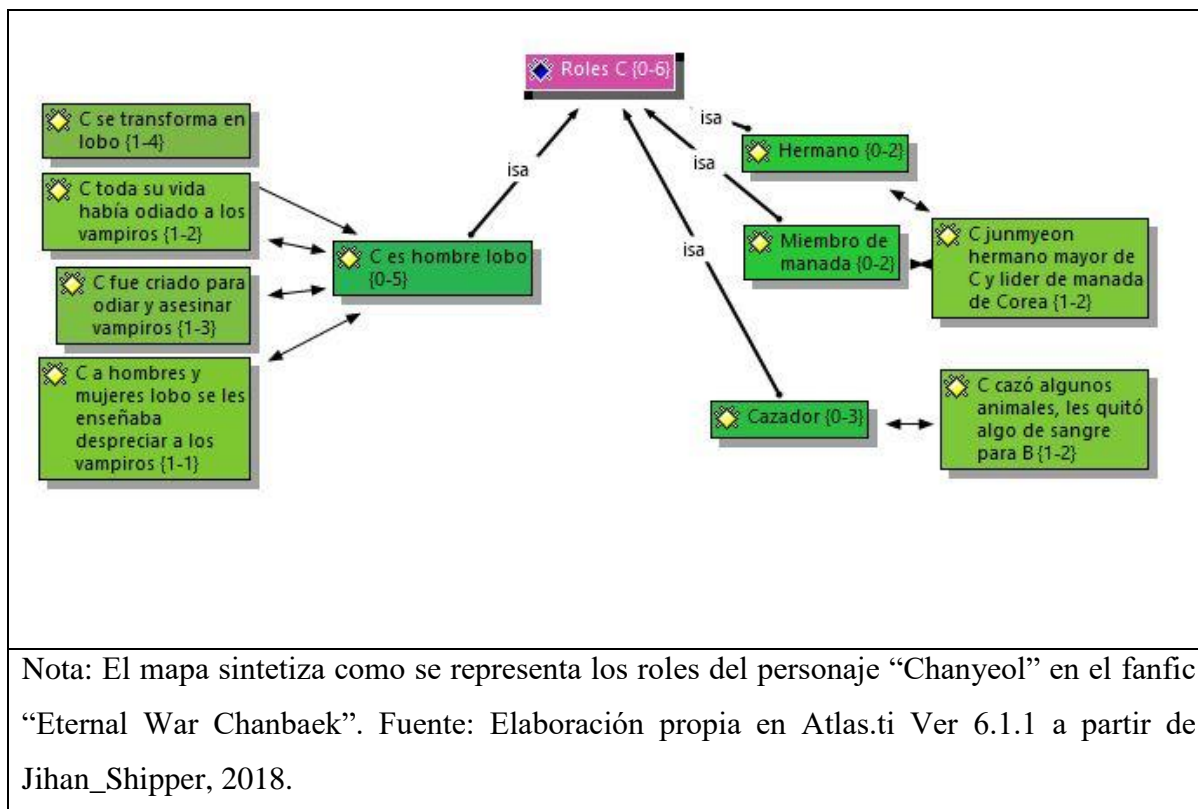 Roles C {0-6}
isa
isa
isa
isa
C se transforma en
lobo {1-4}
C toda su vida
había odiado a los
vampiros {1-2}
C fue criado para
odiar y asesinar
vampiros {1-3}
C a hombres y
mujeres lobo se les
enseñaba
despreciar a los
vampiros {1-1}
C es hombre lobo
{0-5}
Hermano {0-2}
Miembro de
manada {0-2}
C junmyeon
hermano mayor de
C y lider de manada
de Corea {1-2}
Cazador {0-3}
C cazó algunos
animales, les quitó
algo de sangre
para B {1-2}
Nota: El mapa sintetiza como se representa los roles del personaje “Chanyeol” en el fanfic
“Eternal War Chanbaek”. Fuente: Elaboración propia en Atlas.ti Ver 6.1.1 a partir de
Jihan_Shipper, 2018.